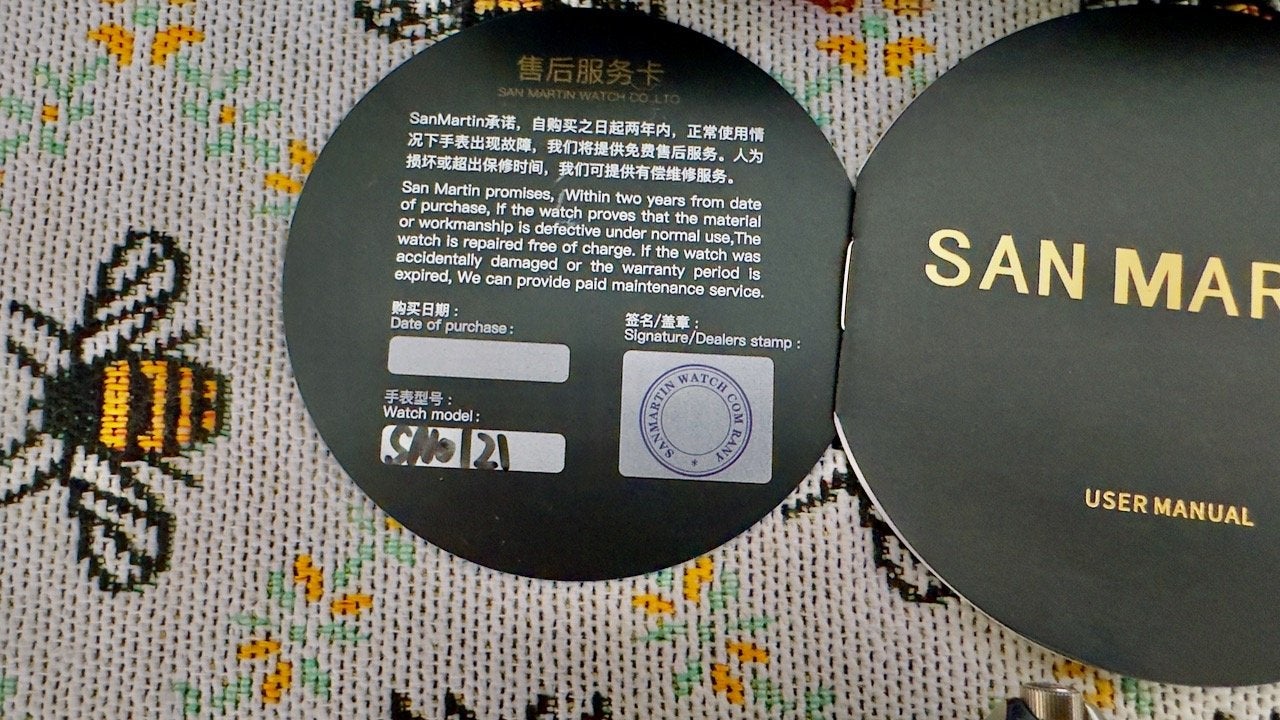 售后服务卡
SAN MARTIN WATCH CO.,LTD
SanMartin承诺，自购买之日起两年内，正常使用情
况下手表出现故障，我们将提供免费售后服务。人为
损坏或超出保修时间，我们可提供有偿维修服务。
San Martin promises, Within two years from date
of purchase, If the watch proves that the material
or workmanship is defective under normal use,The
watch is repaired free of charge. If the watch was
accidentally damaged or the warranty period is
expired, We can provide paid maintenance service.
购买日期：
Date of purchase:
签名/盖章：
Signature/Dealers stamp:
SANMARTIN WATCH COM RANY
*
手表型号：
Watch model:
SN0121
SAN MAR
USER MANUAL